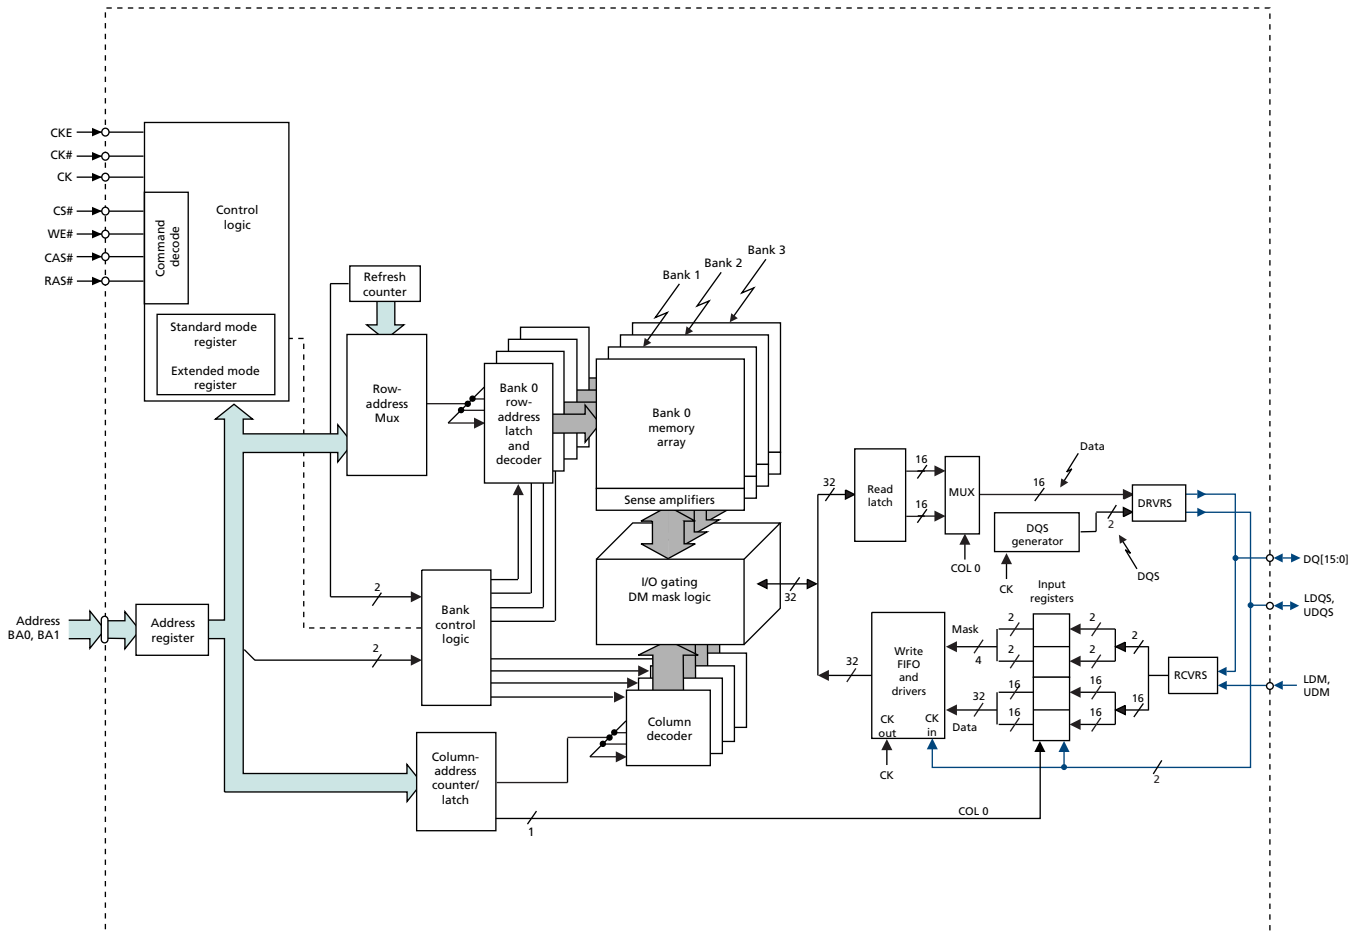 CKE
CK#
CK
CS#
WE#
CAS#
RAS#
Command
decode
Control
logic
Standard mode
register
Extended mode
register
Refresh
counter
Row-
address
Mux
Bank 0
row-
address
latch
and
decoder
Bank 1
Bank 2
Bank 3
Bank 0
memory
array
Sense amplifiers
I/O gating
DM mask logic
32
32
Read
latch
16
16
MUX
COL 0
16
Data
DQS
generator
CK
2
DQS
DRVRS
DQ[15:0]
LDQS,
UDQS
LDM,
UDM
Address
BA0, BA1
Address
register
2
2
Bank
control
logic
Column
decoder
Column-
address
counter/
latch
1
COL 0
32
Write
FIFO
and
drivers
CK
out
CK
in
CK
Mask
4
32
Data
Input
registers
2
2
16
16
2
2
16
16
2
16
RCVRS
2